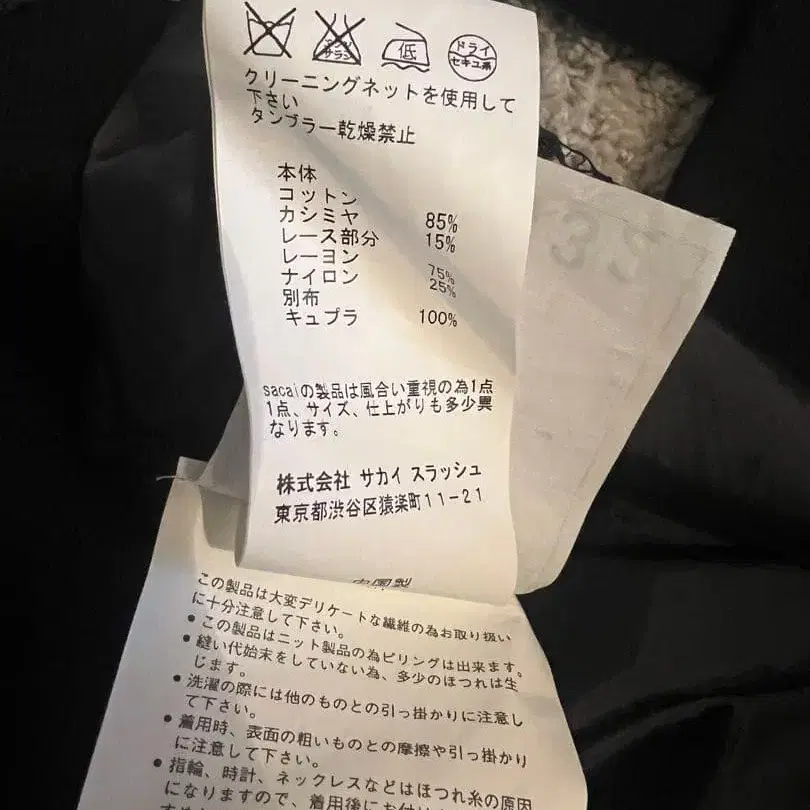 エンソ サラシ
低
ドライ
セキユ系
クリーニングネットを使用して
下さい
タンブラー乾燥禁止
本体
コットン 85%
カシミヤ 15%
レース部分
レーヨン 75%
ナイロン 25%
別布
キュプラ 100%
sacaiの製品は風合い重視の為1点
1点、サイズ、仕上がりも多少異
なります。
株式会社 サカイ スラッシュ
東京都渋谷区猿楽町11-21
中国製
この製品は大変デリケートな繊維の為お取り扱い
に十分注意して下さい。
● この製品はニット製品の為ピリングは出来ます。
● 縫い代始末をしていない為、多少のほつれは生
じます。
● 洗濯の際には他のものとの引っ掛かりに注意し
て下さい。
● 着用時、表面の粗いものとの摩擦や引っ掛かり
に注意して下さい。
● 指輪、時計、ネックレスなどはほつれ糸の原因
になりますので、着用後にお付け